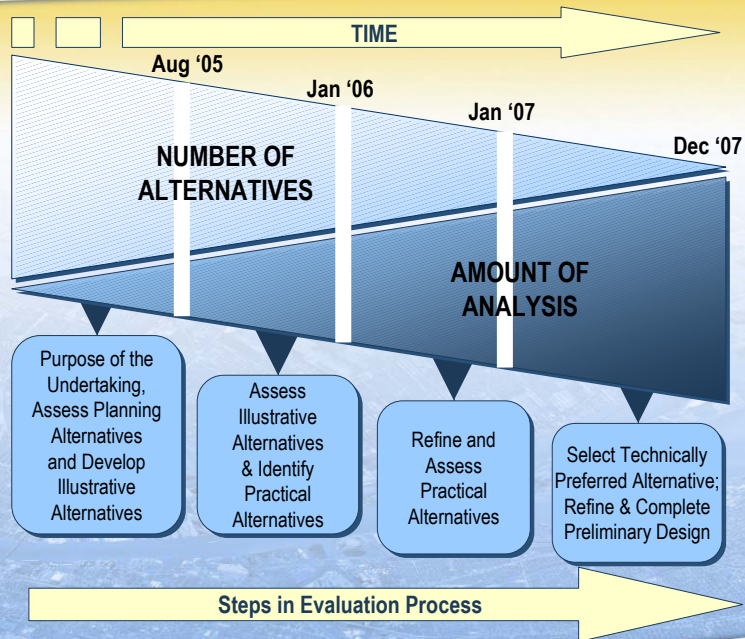 TIME
Aug ‘05
Jan ‘06
Jan ‘07
Dec ‘07
NUMBER OF
ALTERNATIVES
AMOUNT OF
ANALYSIS
Purpose of the
Undertaking,
Assess Planning
Alternatives
and Develop
Illustrative
Alternatives
Assess
Illustrative
Alternatives
& Identify
Practical
Alternatives
Refine and
Assess
Practical
Alternatives
Select Technically
Preferred Alternative;
Refine & Complete
Preliminary Design
Steps in Evaluation Process